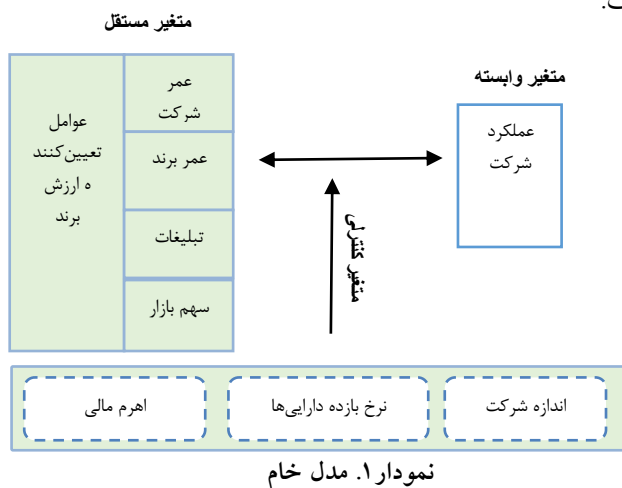 متغیر مستقل
متغیر وابسته
عوامل
تعیین‌کنند
ه ارزش
برند
عمر
شرکت
عمر برند
تبلیغات
سهم بازار
عملکرد
شرکت
متغیر کنترلی
اندازه شرکت
نرخ بازده دارایی‌ها
اهرم مالی
نمودار۱. مدل خام